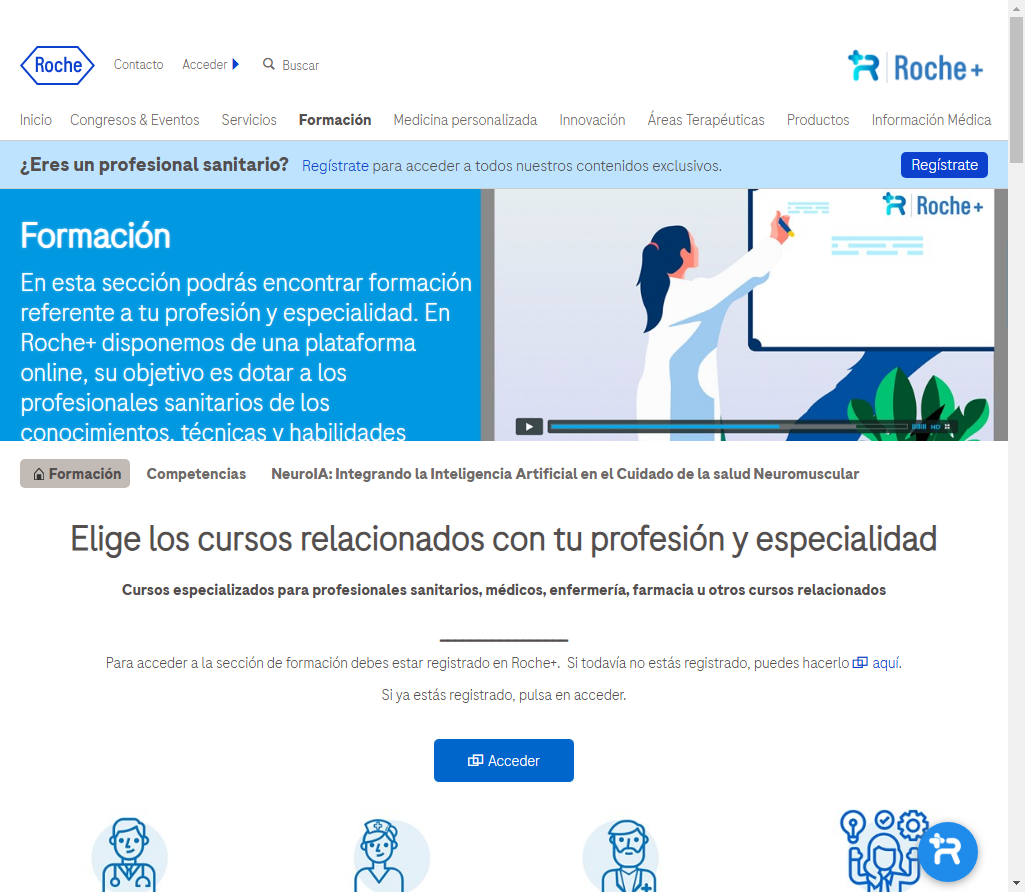 Roche
Contacto
Acceder
Buscar
Roche+
Inicio
Congresos & Eventos
Servicios
Formación
Medicina personalizada
Innovación
Áreas Terapéuticas
Productos
Información Médica
¿Eres un profesional sanitario?
Regístrate para acceder a todos nuestros contenidos exclusivos.
Regístrate
Formación
En esta sección podrás encontrar formación
referente a tu profesión y especialidad. En
Roche+ disponemos de una plataforma
online, su objetivo es dotar a los
profesionales sanitarios de los
conocimientos, técnicas y habilidades
Roche+
HD
Formación
Competencias
NeuroIA: Integrando la Inteligencia Artificial en el Cuidado de la salud Neuromuscular
Elige los cursos relacionados con tu profesión y especialidad
Cursos especializados para profesionales sanitarios, médicos, enfermería, farmacia u otros cursos relacionados
Para acceder a la sección de formación debes estar registrado en Roche+. Si todavía no estás registrado, puedes hacerlo aquí.
Si ya estás registrado, pulsa en acceder.
Acceder